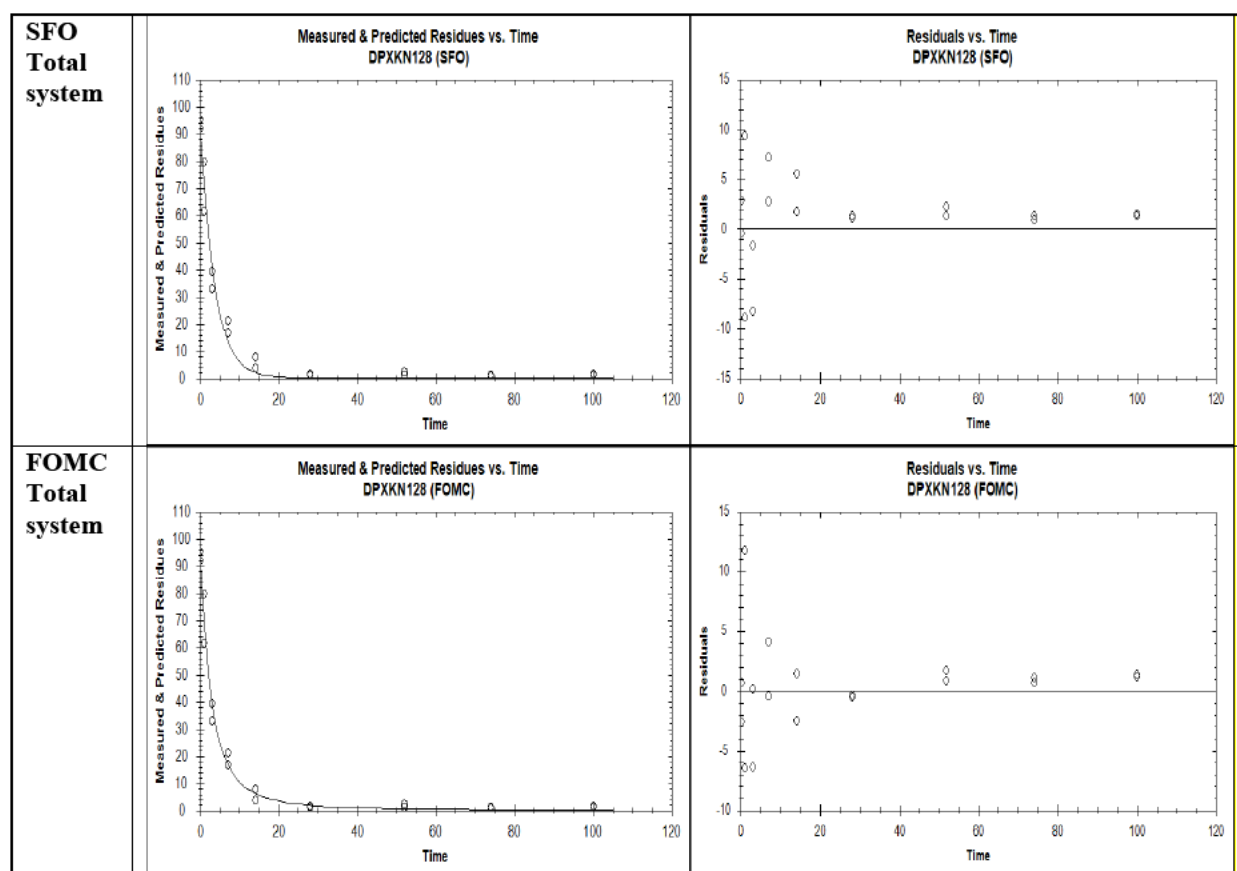 SFO
Total
system
Measured & Predicted Residues vs. Time
DPXKN128 (SFO)
Measured & Predicted Residues
110
100
90
80
70
60
50
40
30
20
10
0
0 20 40 60 80 100 120
Time
Residuals vs. Time
DPXKN128 (SFO)
Residuals
15
10
5
0
-5
-10
-15
0 20 40 60 80 100 120
Time
FOMC
Total
system
Measured & Predicted Residues vs. Time
DPXKN128 (FOMC)
Measured & Predicted Residues
110
100
90
80
70
60
50
40
30
20
10
0
0 20 40 60 80 100 120
Time
Residuals vs. Time
DPXKN128 (FOMC)
Residuals
15
10
5
0
-5
-10
0 20 40 60 80 100 120
Time